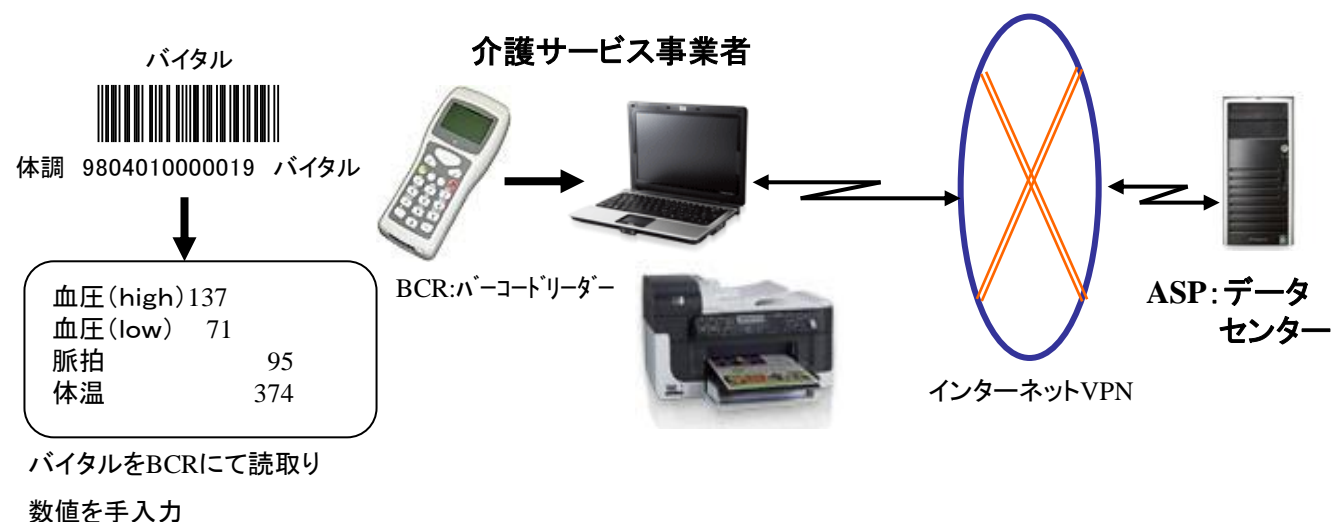 バイタル
体調 9804010000019 バイタル
血圧(high)137
血圧(low) 71
脈拍 95
体温 374
バイタルをBCRにて読取り
数値を手入力
介護サービス事業者
BCR:ﾊﾞｰコードﾘｰﾀﾞｰ
インターネットVPN
ASP:データ
センター